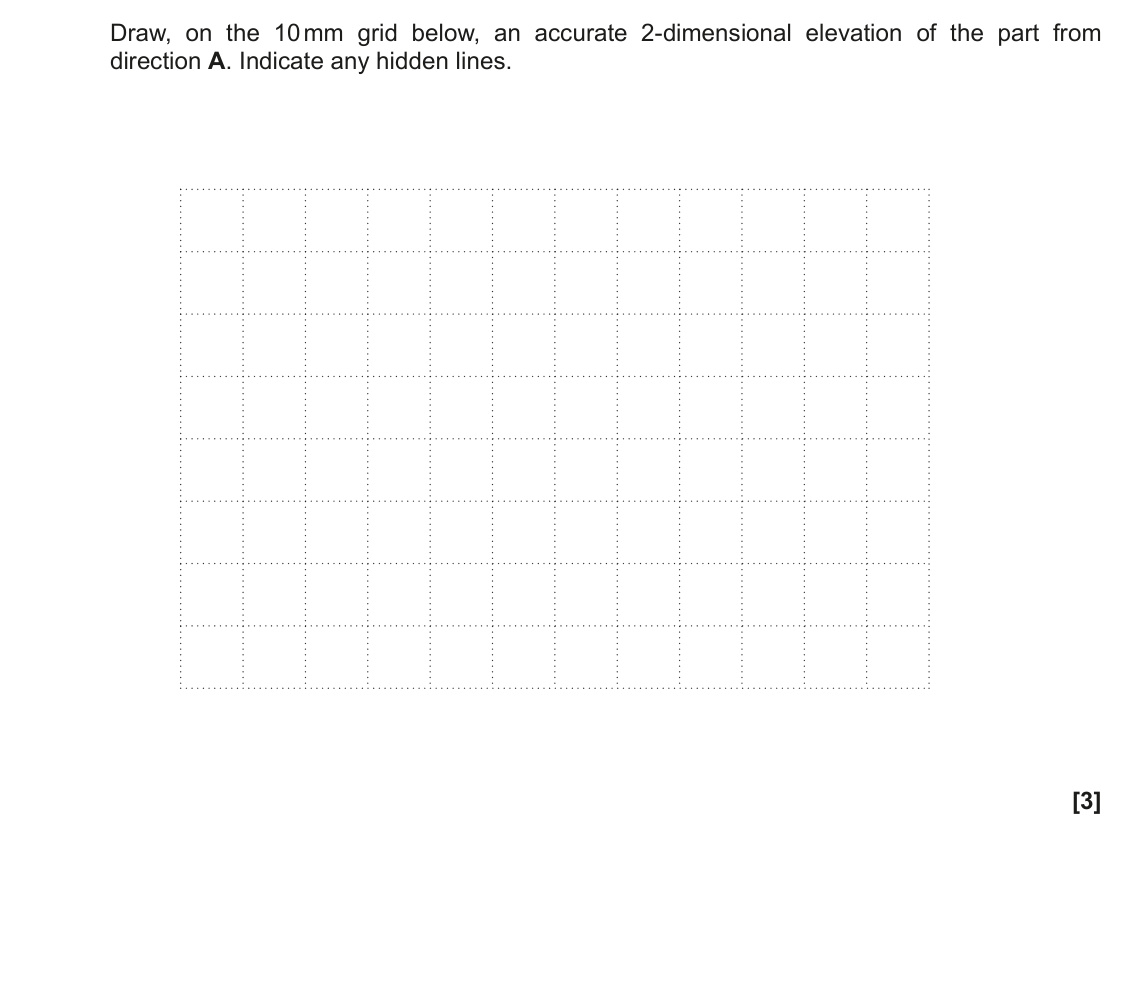 Draw, on the 10 mm grid below, an accurate 2-dimensional elevation of the part from
direction A. Indicate any hidden lines.
[3]